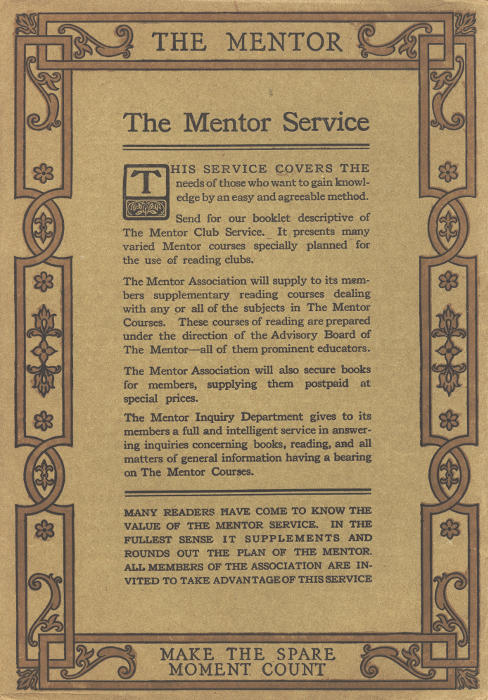 THE MENTOR
The Mentor Service
THIS SERVICE COVERS THE
needs of those who want to gain knowl-
edge by an easy and agreeable method.
Send for our booklet descriptive of
The Mentor Club Service. It presents many
varied Mentor courses specially planned for
the use of reading clubs.
The Mentor Association will supply to its mem-
bers supplementary reading courses dealing
with any or all of the subjects in The Mentor
Courses. These courses of reading are prepared
under the direction of the Advisory Board of
The Mentor—all of them prominent educators.
The Mentor Association will also secure books
for members, supplying them postpaid at
special prices.
The Mentor Inquiry Department gives to its
members a full and intelligent service in answer-
ing inquiries concerning books, reading, and all
matters of general information having a bearing
on The Mentor Courses.
MANY READERS HAVE COME TO KNOW THE
VALUE OF THE MENTOR SERVICE. IN THE
FULLEST SENSE IT SUPPLEMENTS AND
ROUNDS OUT THE PLAN OF THE MENTOR.
ALL MEMBERS OF THE ASSOCIATION ARE IN-
VITED TO TAKE ADVANTAGE OF THIS SERVICE
MAKE THE SPARE
MOMENT COUNT